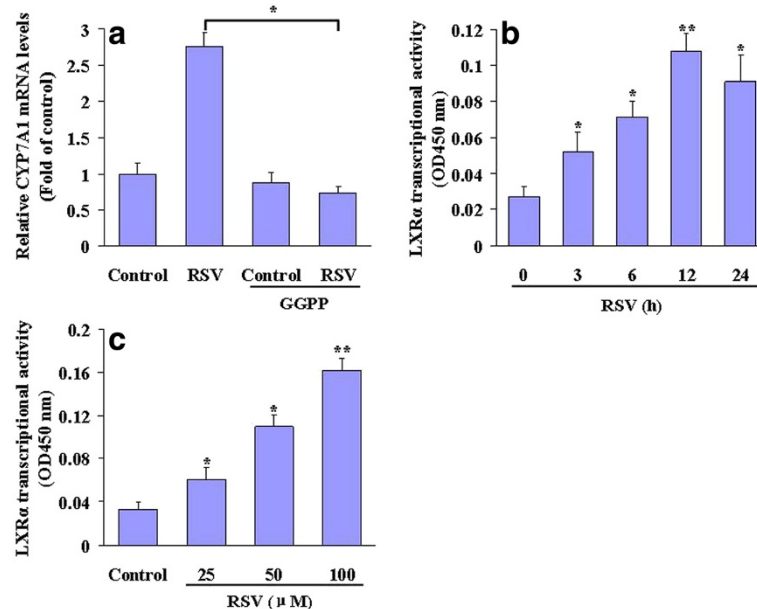 a
*
3
2.5
2
1.5
1
0.5
0
Relative CYP7A1 mRNA levels
(Fold of control)
Control RSV Control RSV
GGPP
b
0.12
0.1
0.08
0.06
0.04
0.02
0
LXRα transcriptional activity
(OD450 nm)
* * ** *
0 3 6 12 24
RSV (h)
c
0.2
0.16
0.12
0.08
0.04
0
LXRα transcriptional activity
(OD450 nm)
* * **
Control 25 50 100
RSV (μM)